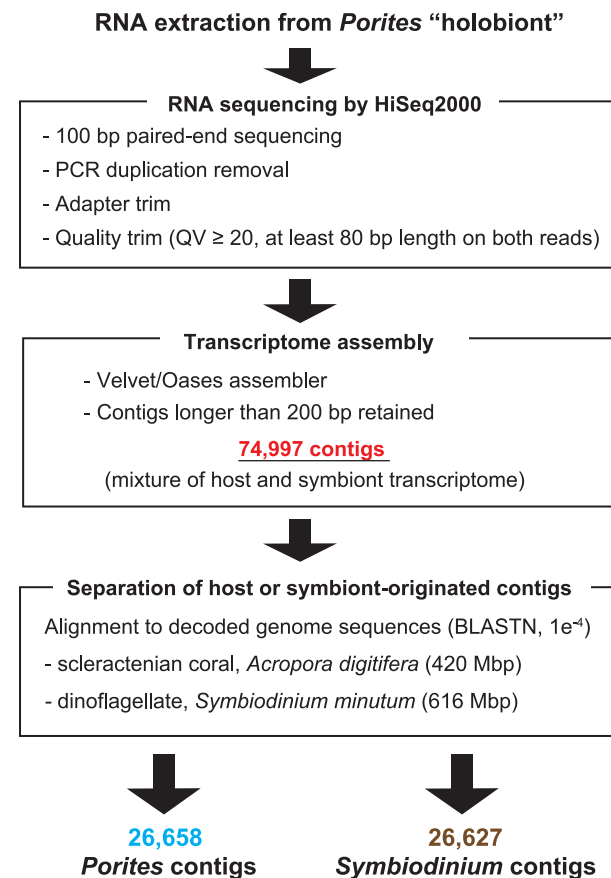 RNA extraction from Porites “holobiont”
RNA sequencing by HiSeq2000
- 100 bp paired-end sequencing
- PCR duplication removal
- Adapter trim
- Quality trim (QV ≥ 20, at least 80 bp length on both reads)
Transcriptome assembly
- Velvet/Oases assembler
- Contigs longer than 200 bp retained
74,997 contigs
(mixture of host and symbiont transcriptome)
Separation of host or symbiont-originated contigs
Alignment to decoded genome sequences (BLASTN, 1e⁻⁴)
- scleractenian coral, Acropora digitifera (420 Mbp)
- dinoflagellate, Symbiodinium minutum (616 Mbp)
26,658 26,627
Porites contigs Symbiodinium contigs